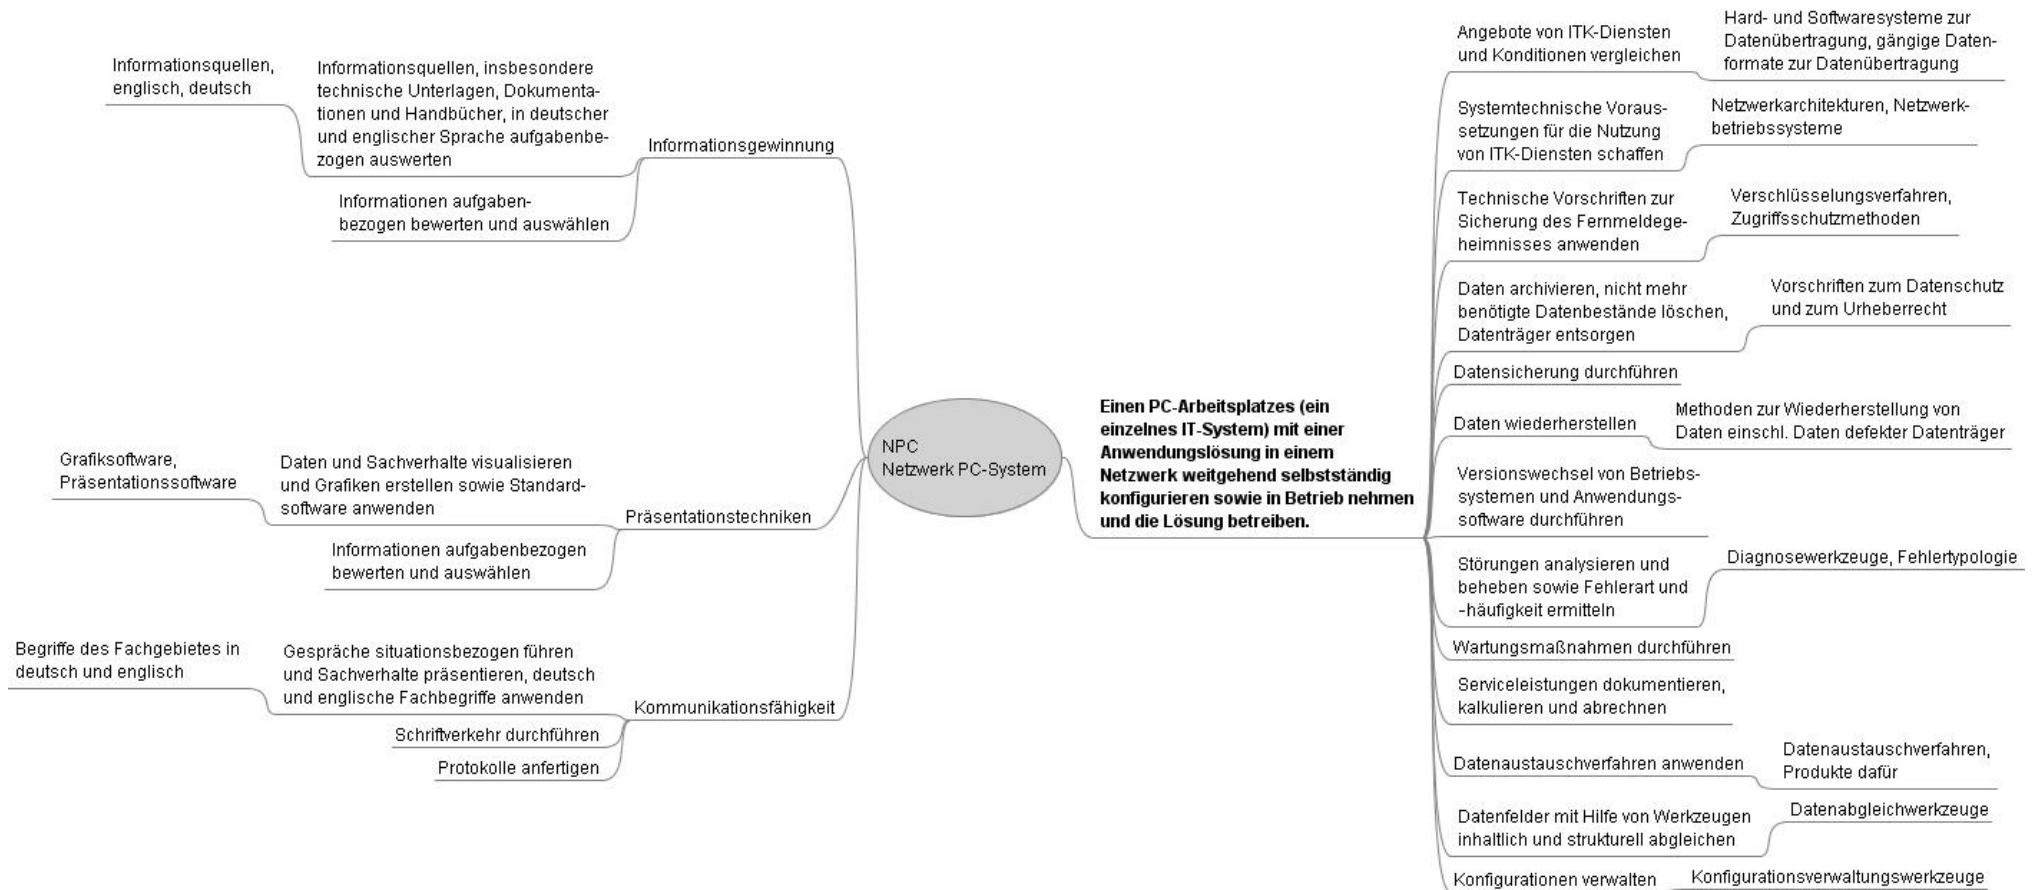 Informationsquellen,
englisch, deutsch
Informationsquellen, insbesondere
technische Unterlagen, Dokumenta-
tionen und Handbücher, in deutscher
und englischer Sprache aufgabenbe-
zogen auswerten
Informationen aufgaben-
bezogen bewerten und auswählen
Informationsgewinnung
Grafiksoftware,
Präsentationssoftware
Daten und Sachverhalte visualisieren
und Grafiken erstellen sowie Standard-
software anwenden
Informationen aufgabenbezogen
bewerten und auswählen
Präsentationstechniken
Begriffe des Fachgebietes in
deutsch und englisch
Gespräche situationsbezogen führen
und Sachverhalte präsentieren, deutsch
und englische Fachbegriffe anwenden
Schriftverkehr durchführen
Protokolle anfertigen
Kommunikationsfähigkeit
NPC
Netzwerk PC-System
Einen PC-Arbeitsplatzes (ein
einzelnes IT-System) mit einer
Anwendungslösung in einem
Netzwerk weitgehend selbstständig
konfigurieren sowie in Betrieb nehmen
und die Lösung betreiben.
Angebote von ITK-Diensten
und Konditionen vergleichen
Hard- und Softwaresysteme zur
Datenübertragung, gängige Daten-
formate zur Datenübertragung
Systemtechnische Voraus-
setzungen für die Nutzung
von ITK-Diensten schaffen
Netzwerkarchitekturen, Netzwerk-
betriebssysteme
Technische Vorschriften zur
Sicherung des Fernmeldege-
heimnisses anwenden
Verschlüsselungsverfahren,
Zugriffsschutzmethoden
Daten archivieren, nicht mehr
benötigte Datenbestände löschen,
Datenträger entsorgen
Vorschriften zum Datenschutz
und zum Urheberrecht
Datensicherung durchführen
Daten wiederherstellen
Methoden zur Wiederherstellung von
Daten einschl. Daten defekter Datenträger
Versionswechsel von Betriebs-
systemen und Anwendungs-
software durchführen
Störungen analysieren und
beheben sowie Fehlerart und
-häufigkeit ermitteln
Diagnosewerkzeuge, Fehlertypologie
Wartungsmaßnahmen durchführen
Serviceleistungen dokumentieren,
kalkulieren und abrechnen
Datenaustauschverfahren anwenden
Datenaustauschverfahren,
Produkte dafür
Datenfelder mit Hilfe von Werkzeugen
inhaltlich und strukturell abgleichen
Datenabgleichwerkzeuge
Konfigurationen verwalten
Konfigurationsverwaltungswerkzeuge